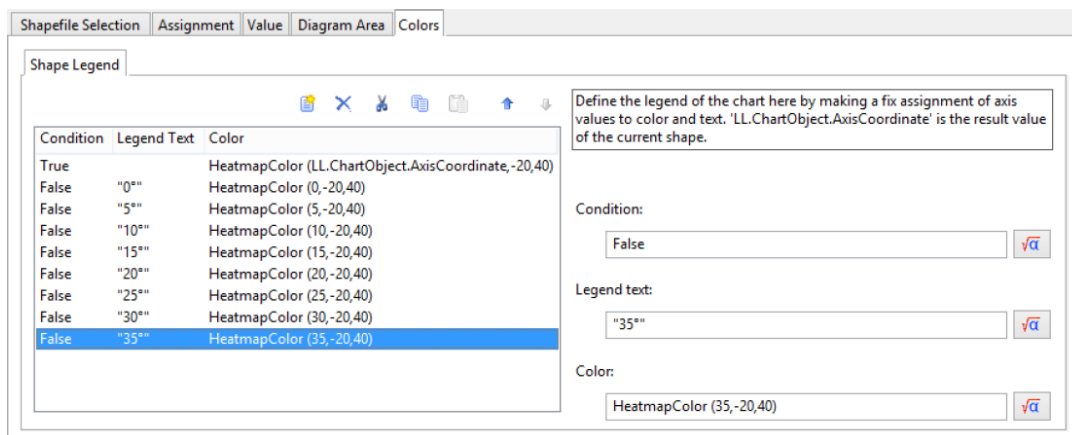 Shapefile Selection Assignment Value Diagram Area Colors
Shape Legend
Define the legend of the chart here by making a fix assignment of axis
values to color and text. 'LL.ChartObject.AxisCoordinate' is the result value
of the current shape.
Condition Legend Text Color
True HeatmapColor (LL.ChartObject.AxisCoordinate,-20,40)
False "0°" HeatmapColor (0,-20,40)
False "5°" HeatmapColor (5,-20,40)
False "10°" HeatmapColor (10,-20,40)
False "15°" HeatmapColor (15,-20,40)
False "20°" HeatmapColor (20,-20,40)
False "25°" HeatmapColor (25,-20,40)
False "30°" HeatmapColor (30,-20,40)
False "35°" HeatmapColor (35,-20,40)
Condition:
False
√α
Legend text:
"35°"
√α
Color:
HeatmapColor (35,-20,40)
√α